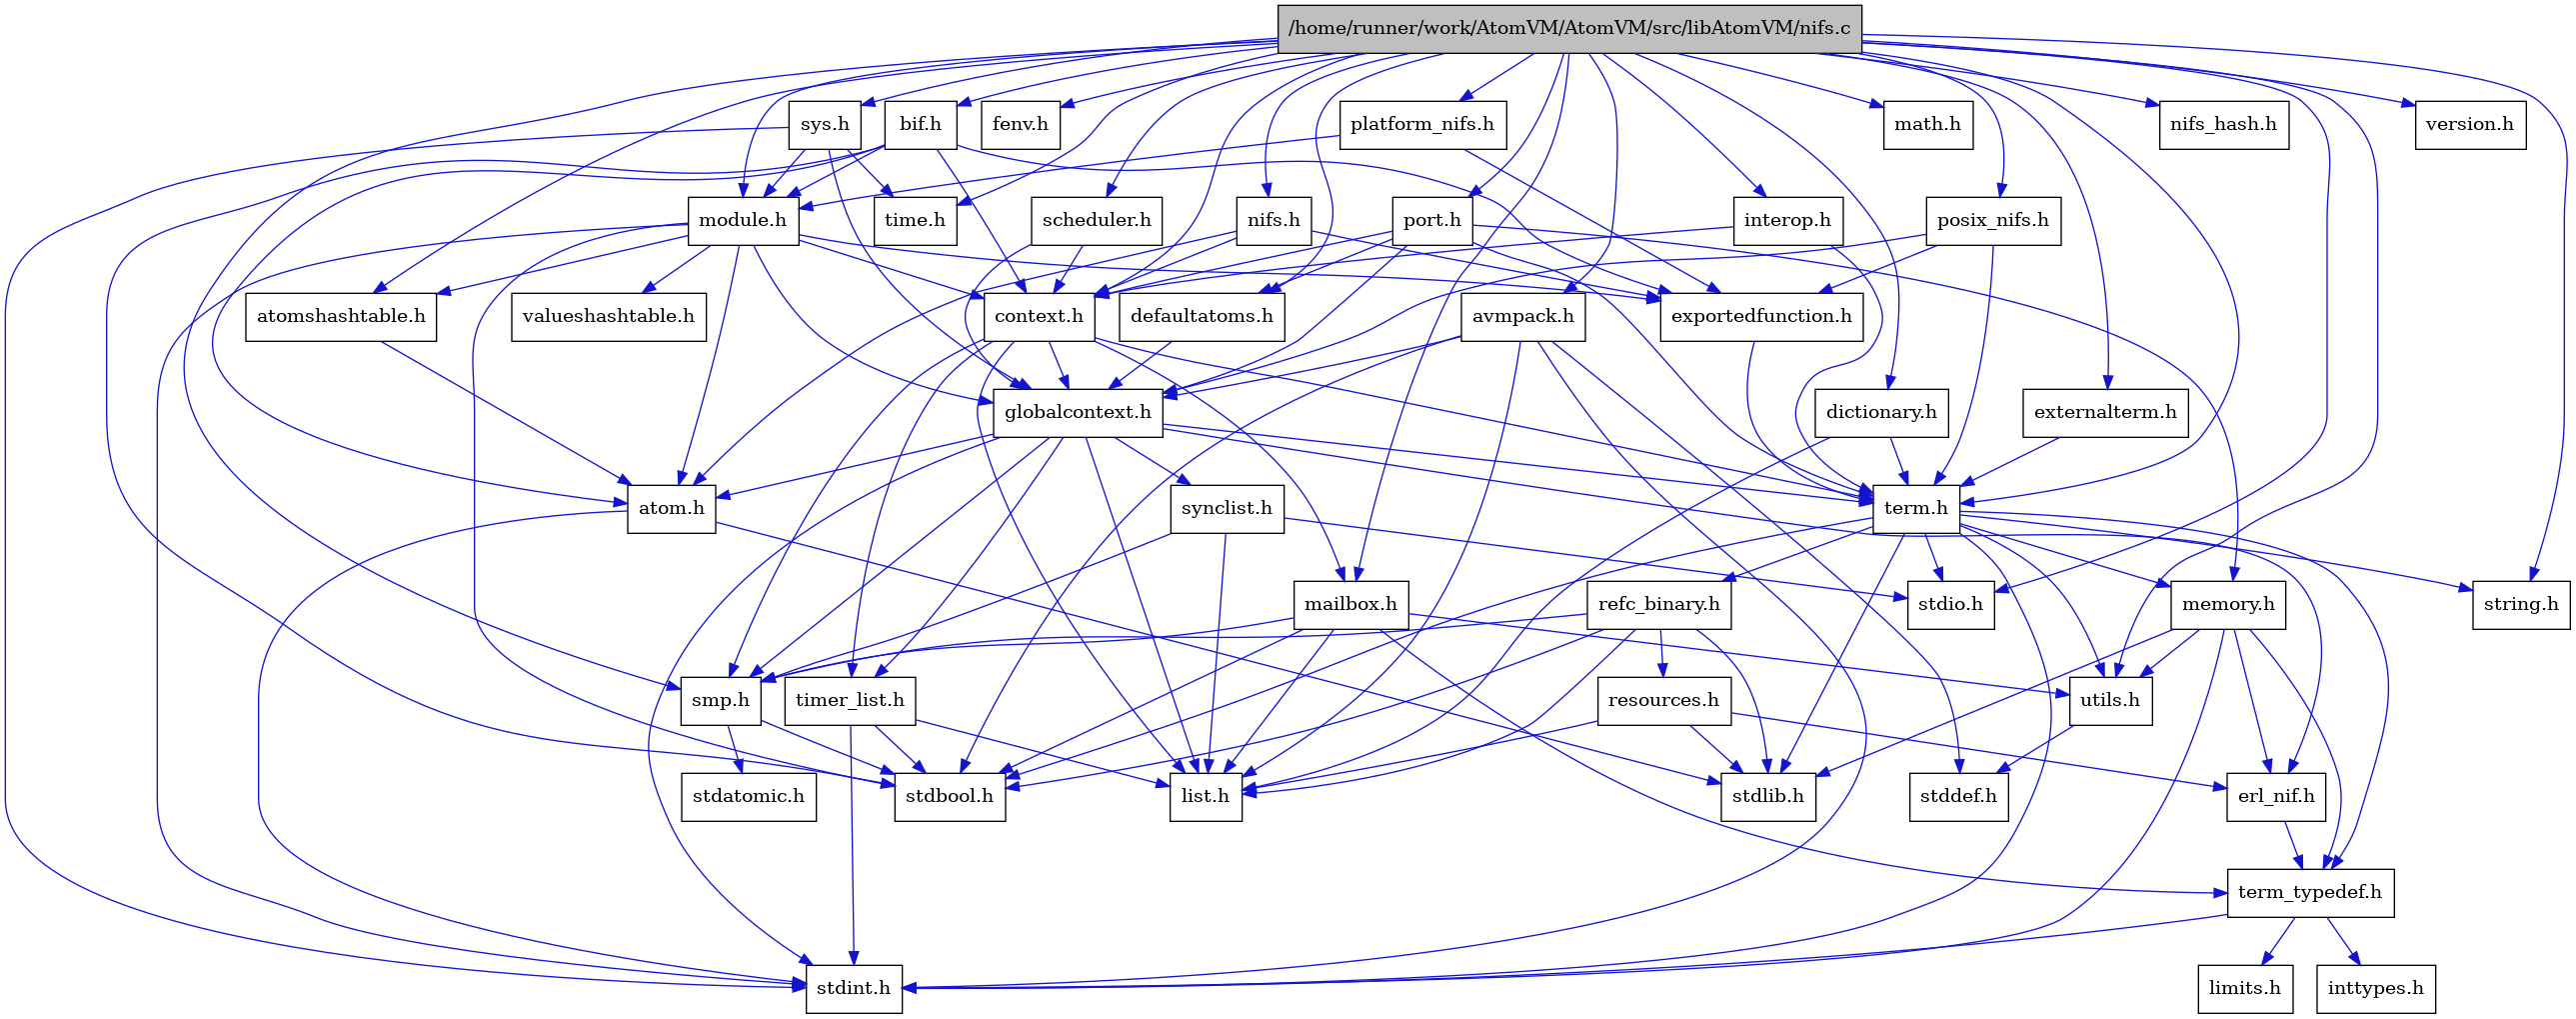 /home/runner/work/AtomVM/AtomVM/src/libAtomVM/nifs.c
sys.h
bif.h
fenv.h
platform_nifs.h
math.h
nifs_hash.h
version.h
module.h
time.h
scheduler.h
nifs.h
port.h
interop.h
posix_nifs.h
atomshashtable.h
valueshashtable.h
context.h
defaultatoms.h
avmpack.h
exportedfunction.h
globalcontext.h
dictionary.h
externalterm.h
atom.h
synclist.h
term.h
mailbox.h
refc_binary.h
stdio.h
memory.h
string.h
smp.h
timer_list.h
resources.h
utils.h
stdatomic.h
stdbool.h
list.h
stdlib.h
stddef.h
erl_nif.h
term_typedef.h
stdint.h
limits.h
inttypes.h